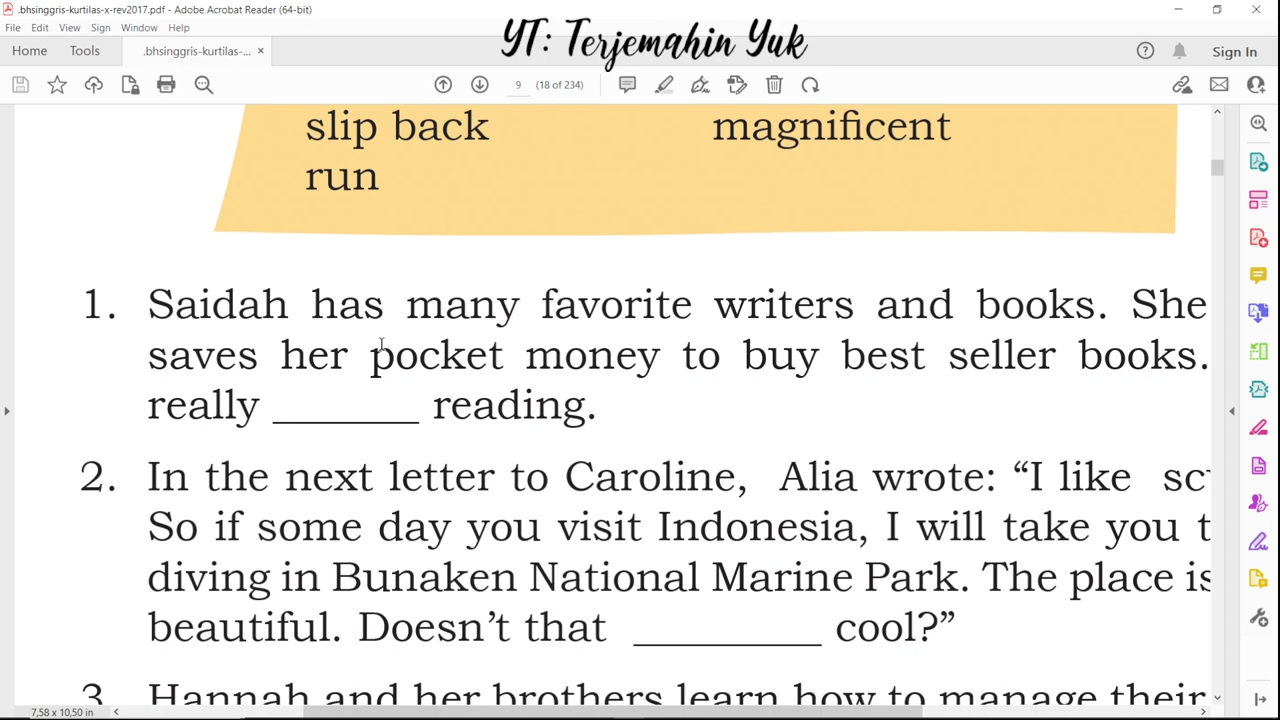 .bhsinggris-kurtilas-x-rev2017.pdf - Adobe Acrobat Reader (64-bit)
File Edit View Sign Window Help
YT: Terjemahin Yuk
Home Tools .bhsinggris-kurtilas-... × Sign In
9 (18 of 234)
slip back magnificent
run
1. Saidah has many favorite writers and books. She
saves her pocket money to buy best seller books.
really ________ reading.
2. In the next letter to Caroline, Alia wrote: “I like
So if some day you visit Indonesia, I will take you
diving in Bunaken National Marine Park. The place is
beautiful. Doesn’t that __________ cool?”
3. Hannah and her brothers learn how to manage their
7,58 x 10,50 in